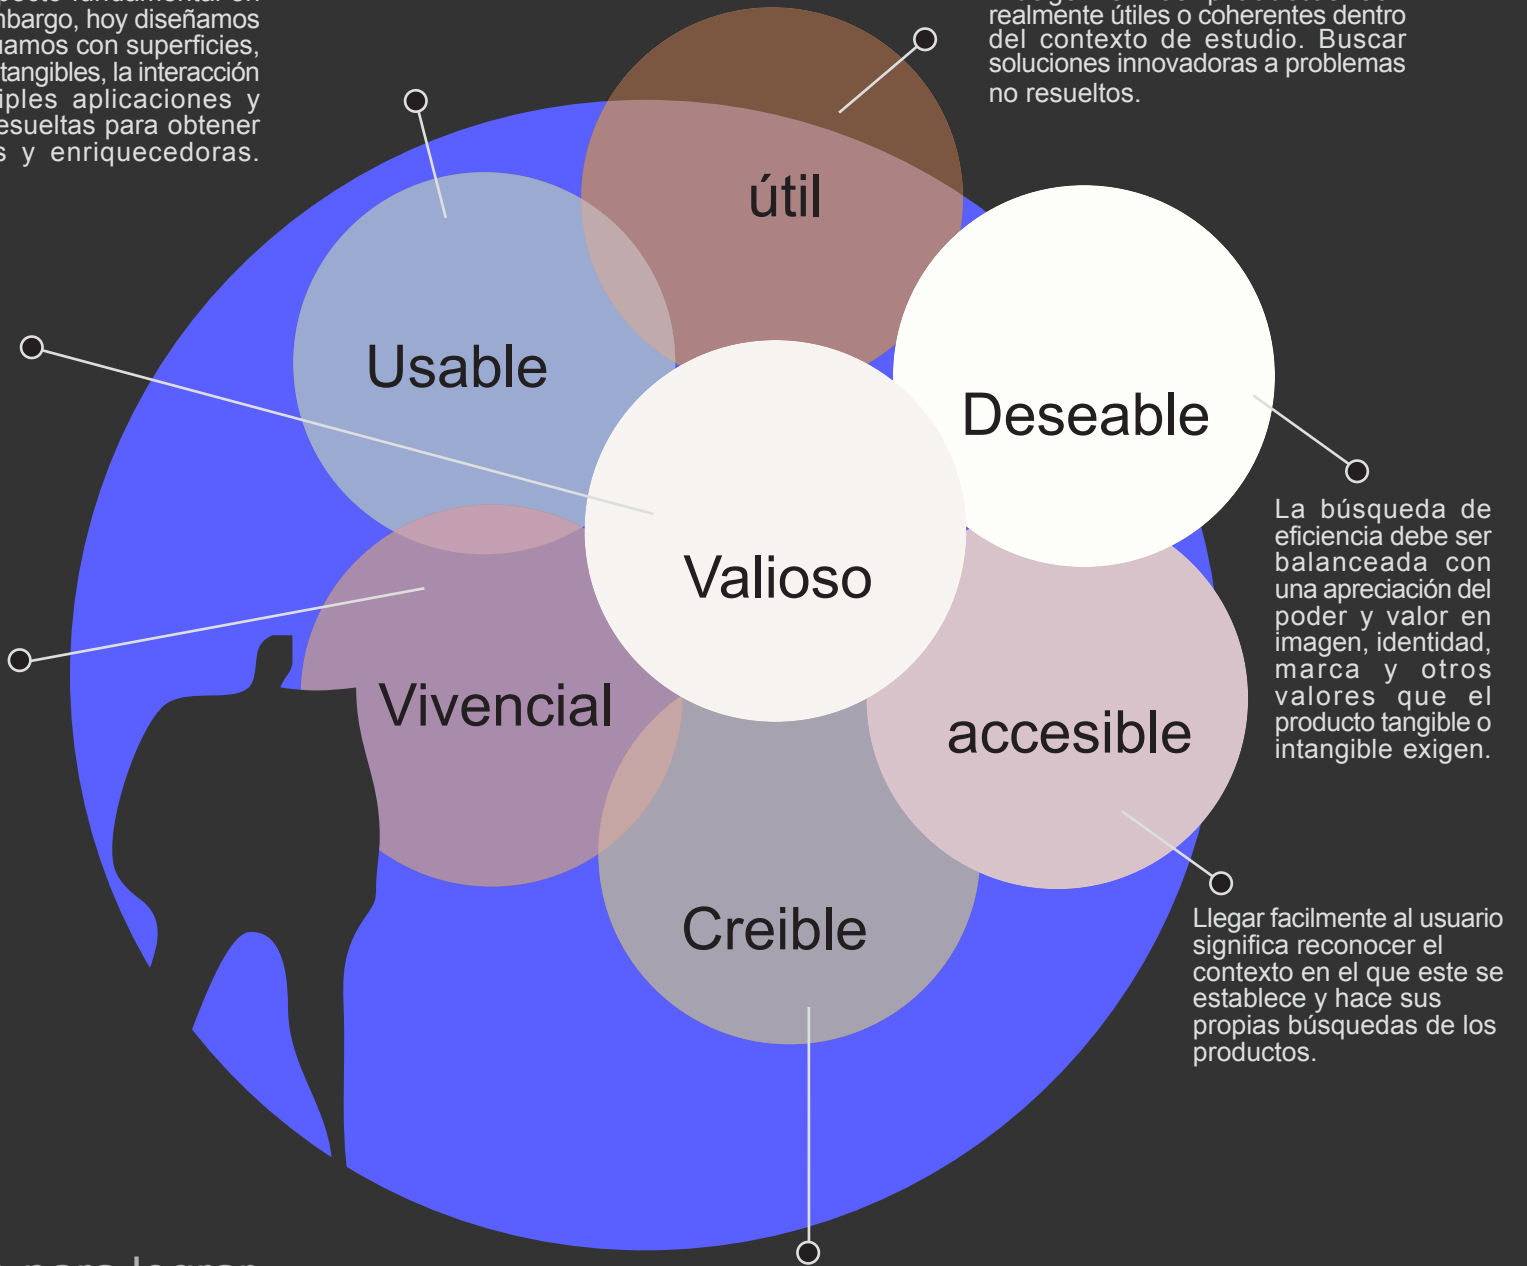 mbargo, hoy diseñamos
uamos con superficies,
tangibles, la interacción
iples aplicaciones y
esueltas para obtener
s y enriquecedoras.
realmente útiles o coherentes dentro
del contexto de estudio. Buscar
soluciones innovadoras a problemas
no resueltos.
útil
Usable
Deseable
Valioso
Vivencial
accesible
Creible
La búsqueda de
eficiencia debe ser
balanceada con
una apreciación del
poder y valor en
imagen, identidad,
marca y otros
valores que el
producto tangible o
intangible exigen.
Llegar facilmente al usuario
significa reconocer el
contexto en el que este se
establece y hace sus
propias búsquedas de los
productos.
para lograr